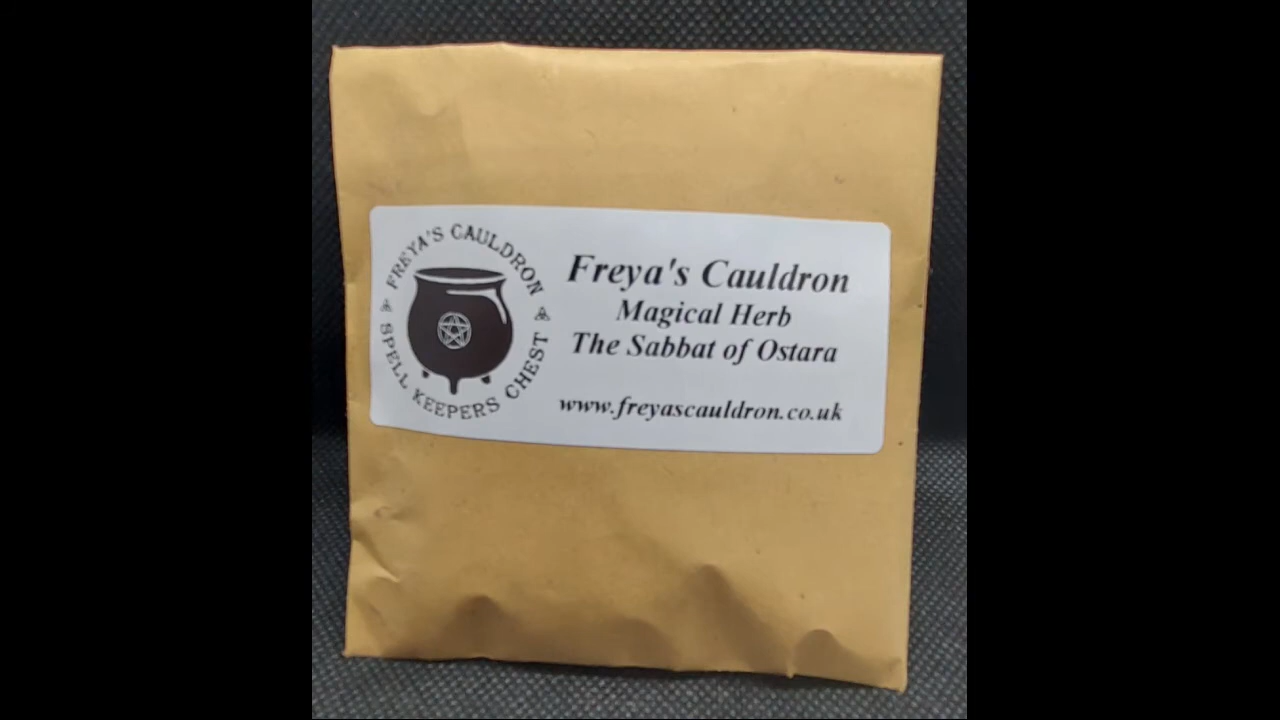 FREYA'S CAULDRON
SPELL KEEPERS CHEST
Freya's Cauldron
Magical Herb
The Sabbat of Ostara
www.freyascauldron.co.uk